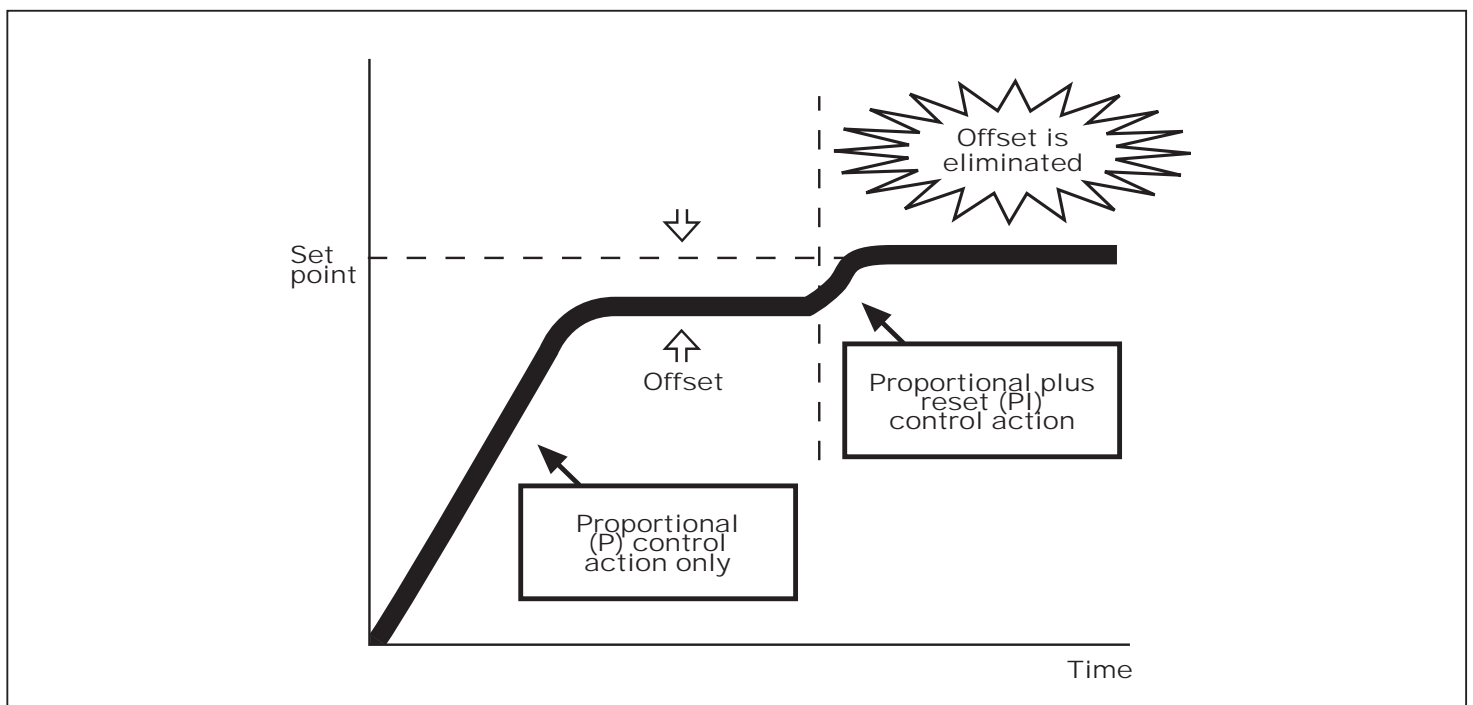 Offset is
eliminated
Set
point
Offset
Proportional plus
reset (PI)
control action
Proportional
(P) control
action only
Time